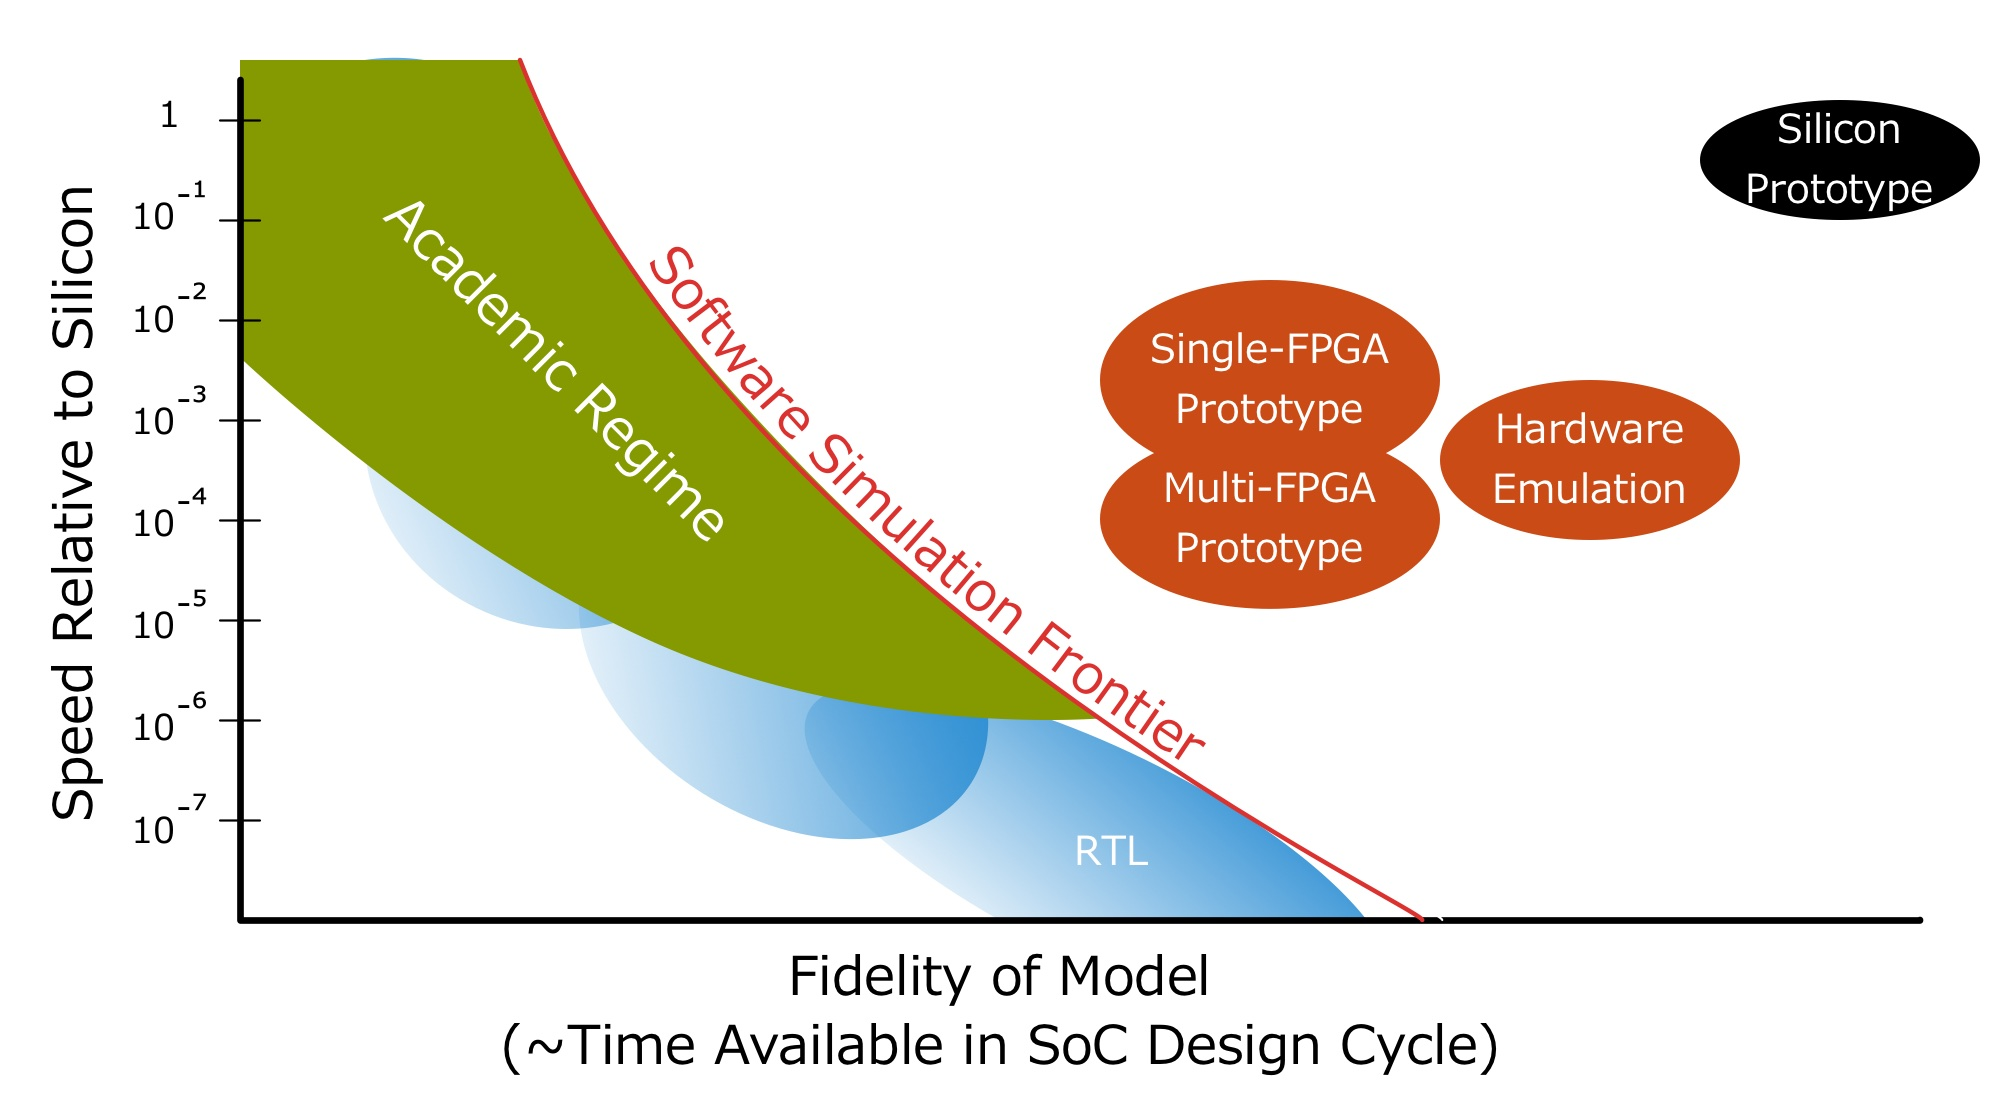 Speed Relative to Silicon
1
10-1
10-2
10-3
10-4
10-5
10-6
10-7
Academic Regime
Software Simulation Frontier
Silicon
Prototype
Single-FPGA
Prototype
Multi-FPGA
Prototype
Hardware
Emulation
RTL
Fidelity of Model
(~Time Available in SoC Design Cycle)